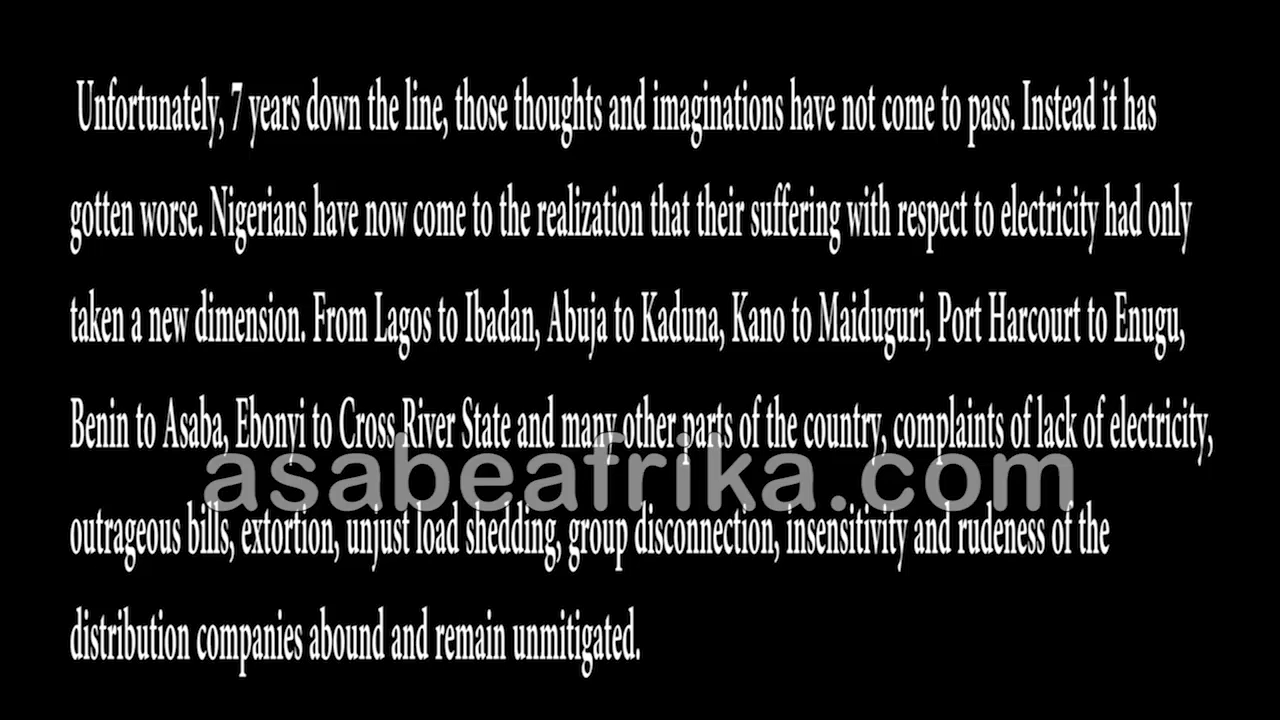 Unfortunately, 7 years down the line, those thoughts and imaginations have not come to pass. Instead it has
gotten worse. Nigerians have now come to the realization that their suffering with respect to electricity had only
taken a new dimension. From Lagos to Ibadan, Abuja to Kaduna, Kano to Maiduguri, Port Harcourt to Enugu,
Benin to Asaba, Ebonyi to Cross River State and many other parts of the country, complaints of lack of electricity,
asabeafrika.com
outrageous bills, extortion, unjust load shedding, group disconnection, insensitivity and rudeness of the
distribution companies abound and remain unmitigated.